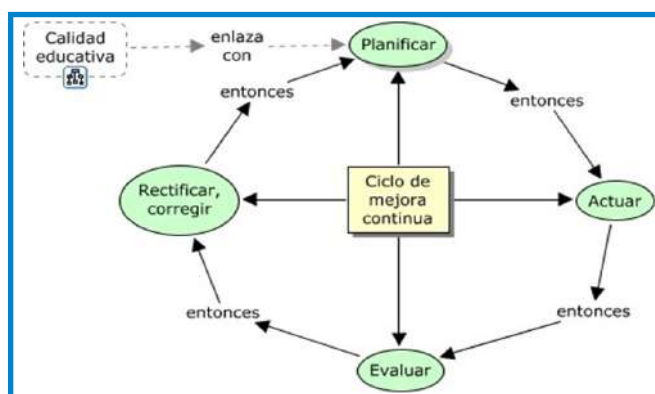 Calidad
educativa
enlaza
con
Planificar
entonces
entonces
Rectificar,
corregir
Ciclo de
mejora
continua
Actuar
entonces
entonces
Evaluar